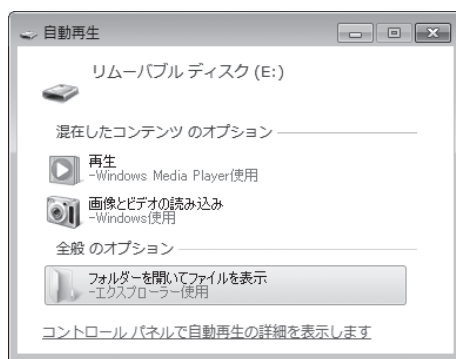 自動再生
リムーバブル ディスク (E:)
混在したコンテンツ のオプション
再生
-Windows Media Player使用
画像とビデオの読み込み
-Windows使用
全般 のオプション
フォルダーを開いてファイルを表示
-エクスプローラー使用
コントロール パネルで自動再生の詳細を表示します